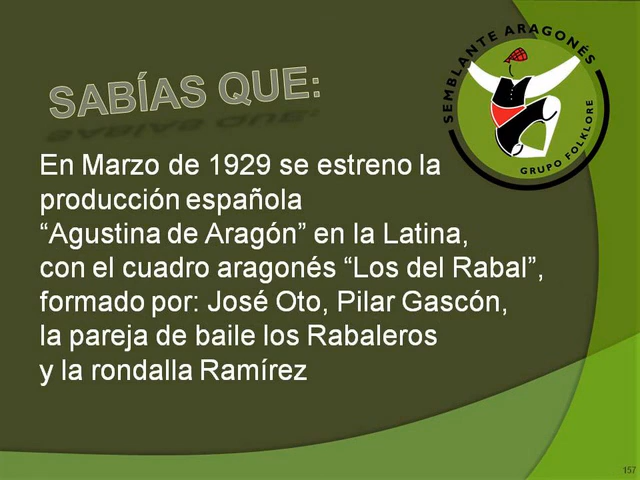 SABÍAS QUE:
SEMBLANTE ARAGONÉS
GRUPO FOLKLORE
En Marzo de 1929 se estreno la
producción española
“Agustina de Aragón” en la Latina,
con el cuadro aragonés “Los del Rabal”,
formado por: José Oto, Pilar Gascón,
la pareja de baile los Rabaleros
y la rondalla Ramírez
157